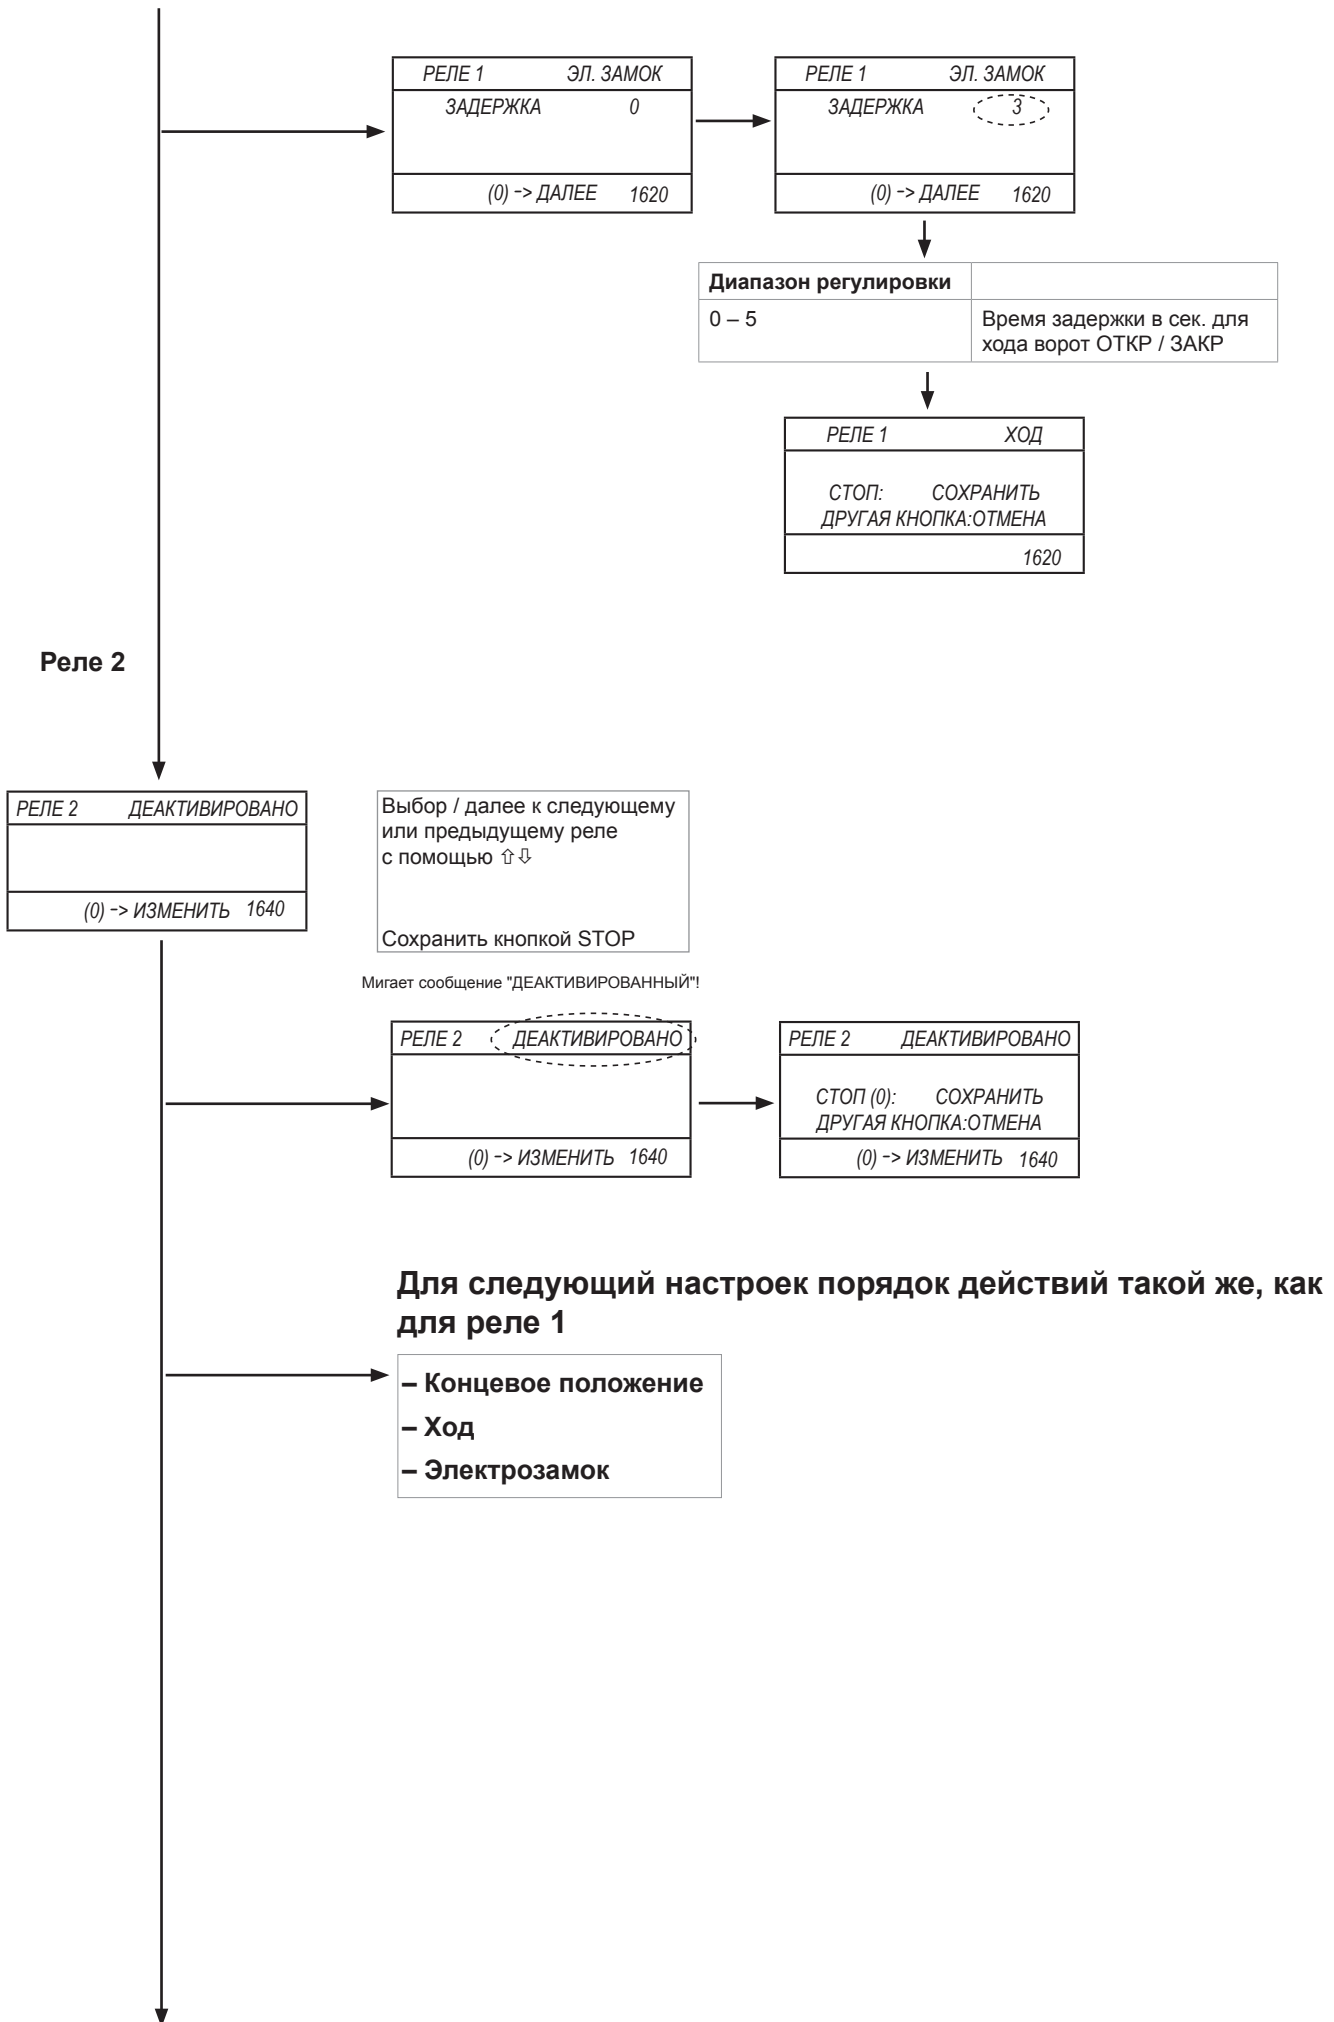 РЕЛЕ 1 ЭЛ. ЗАМОК
ЗАДЕРЖКА 0
(0) -> ДАЛЕЕ 1620
РЕЛЕ 1 ЭЛ. ЗАМОК
ЗАДЕРЖКА 3
(0) -> ДАЛЕЕ 1620
Диапазон регулировки
0 – 5
Время задержки в сек. для
хода ворот ОТКР / ЗАКР
РЕЛЕ 1 ХОД
СТОП: СОХРАНИТЬ
ДРУГАЯ КНОПКА:ОТМЕНА
1620
Реле 2
РЕЛЕ 2 ДЕАКТИВИРОВАНО
(0) -> ИЗМЕНИТЬ 1640
Выбор / далее к следующему
или предыдущему реле
с помощью ⇧⇩
Сохранить кнопкой STOP
Мигает сообщение "ДЕАКТИВИРОВАННЫЙ"!
РЕЛЕ 2 ДЕАКТИВИРОВАНО
(0) -> ИЗМЕНИТЬ 1640
РЕЛЕ 2 ДЕАКТИВИРОВАНО
СТОП (0): СОХРАНИТЬ
ДРУГАЯ КНОПКА:ОТМЕНА
(0) -> ИЗМЕНИТЬ 1640
Для следующий настроек порядок действий такой же, как
для реле 1
– Концевое положение
– Ход
– Электрозамок